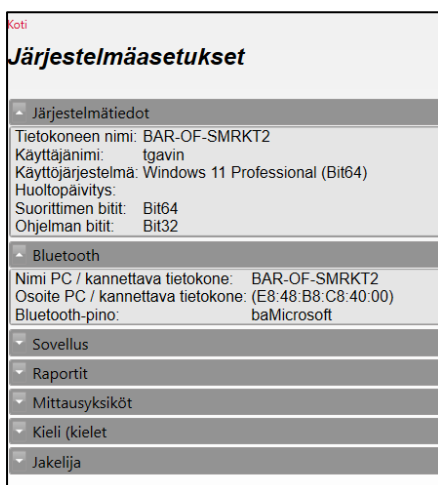 Koti
Järjestelmäasetukset
Järjestelmätiedot
Tietokoneen nimi: BAR-OF-SMRKT2
Käyttäjänimi: tgavin
Käyttöjärjestelmä: Windows 11 Professional (Bit64)
Huoltopäivitys:
Suorittimen bitit: Bit64
Ohjelman bitit: Bit32
Bluetooth
Nimi PC / kannettava tietokone: BAR-OF-SMRKT2
Osoite PC / kannettava tietokone: (E8:48:B8:C8:40:00)
Bluetooth-pino: baMicrosoft
Sovellus
Raportit
Mittausyksiköt
Kieli (kielet
Jakelija